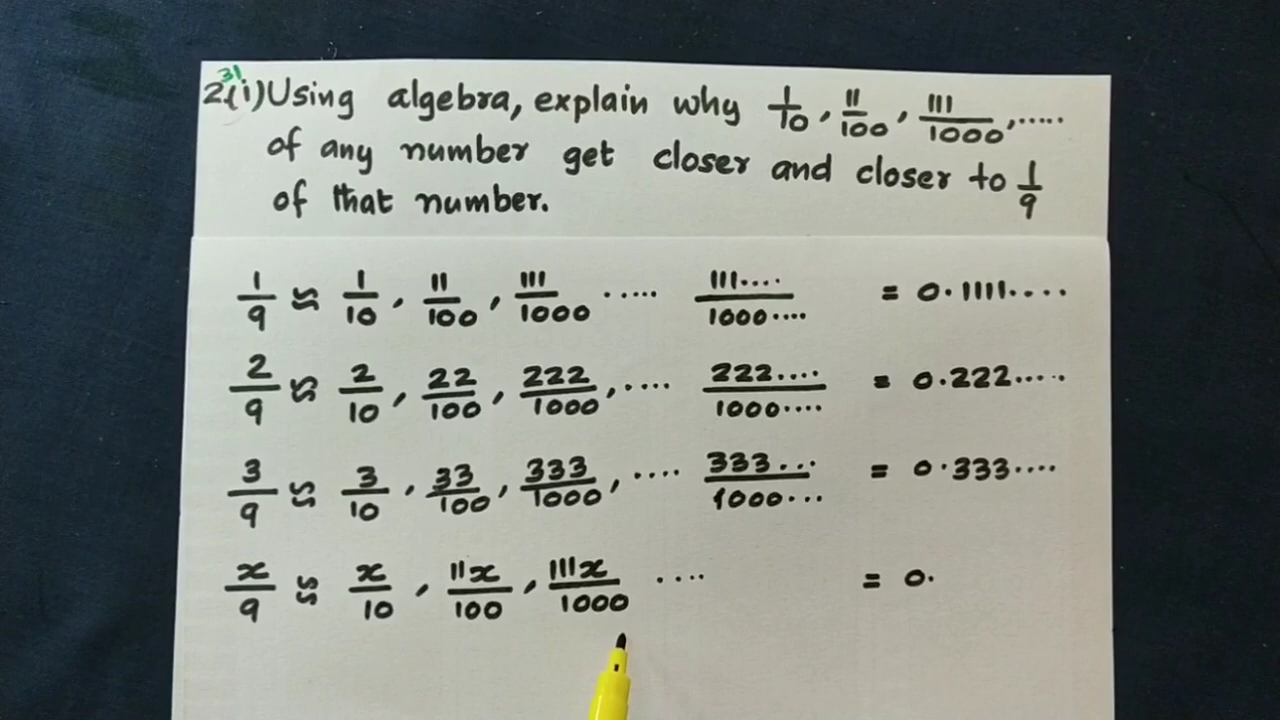 31
2(i) Using algebra, explain why 1/10, 11/100, 111/1000, .....
of any number get closer and closer to 1/9
of that number.
1/9 ≈ 1/10, 11/100, 111/1000 ..... 111..../1000.... = 0.1111....
2/9 ≈ 2/10, 22/100, 222/1000, .... 222..../1000.... = 0.222....
3/9 ≈ 3/10, 33/100, 333/1000, .... 333.../1000... = 0.333....
x/9 ≈ x/10, 11x/100, 111x/1000 .... = 0.